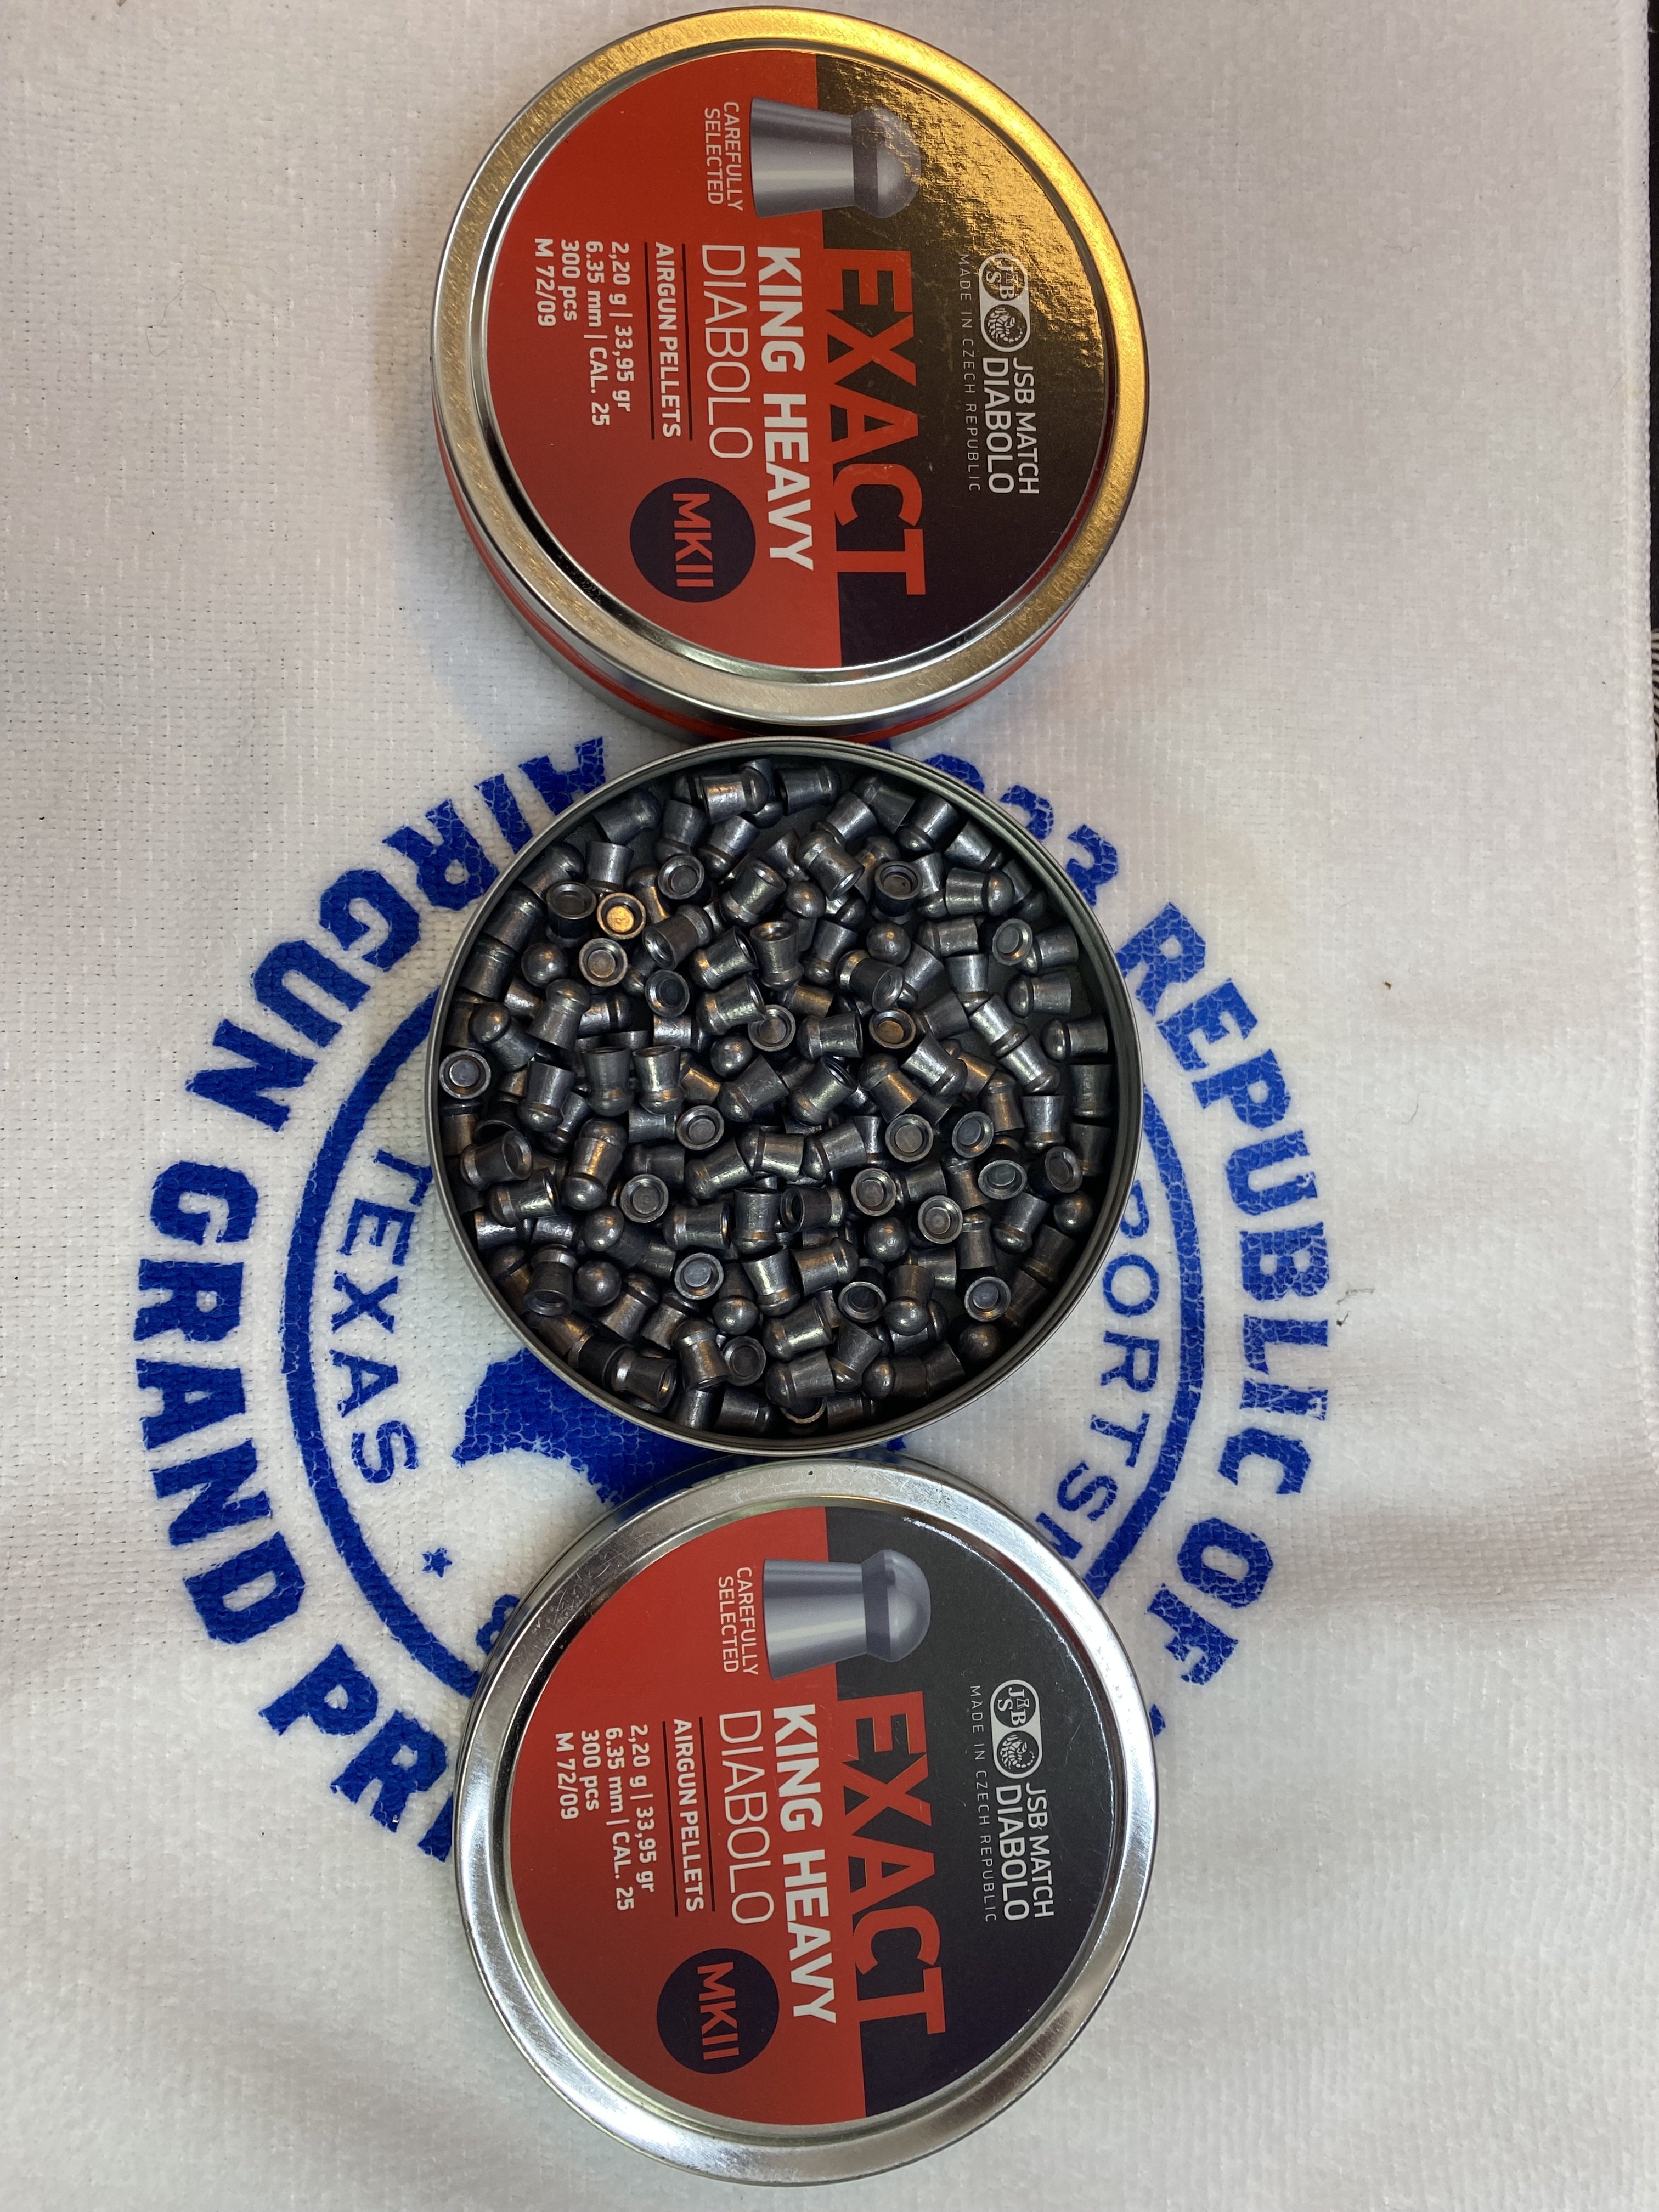 JSB MATCH
DIABOLO
MADE IN CZECH REPUBLIC
EXACT
KING HEAVY
DIABOLO
CAREFULLY
SELECTED
AIRGUN PELLETS
2,20 g | 33,95 gr
6.35 mm | CAL. 25
300 pcs
M 72/09
MKII
REPUBLIC OF
TEXAS
AIRGUN GRAND
JSB MATCH
DIABOLO
MADE IN CZECH REPUBLIC
EXACT
KING HEAVY
DIABOLO
CAREFULLY
SELECTED
AIRGUN PELLETS
2,20 g | 33,95 gr
6.35 mm | CAL. 25
300 pcs
M 72/09
MKII